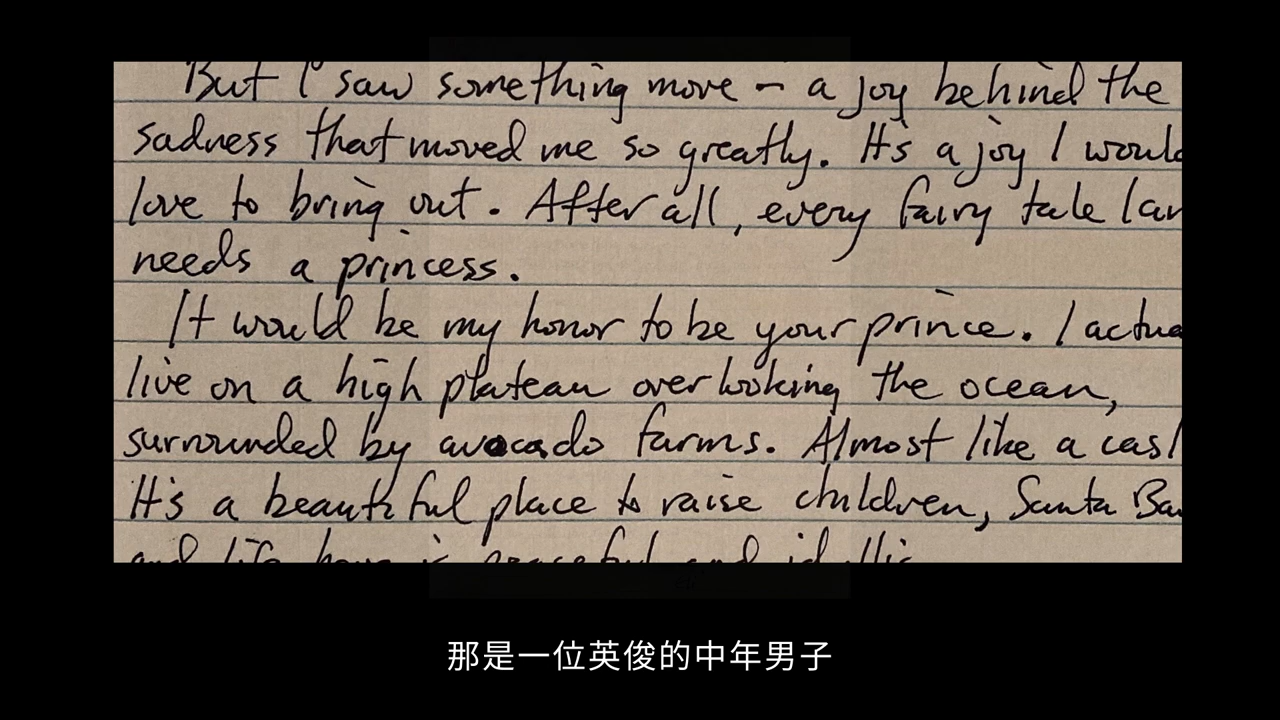 But I saw something move - a joy behind the
sadness that moved me so greatly. It's a joy I would
love to bring out. After all, every fairy tale
needs a princess.
It would be my honor to be your prince. I
live on a high plateau overlooking the ocean,
surrounded by avocado farms. Almost like a
It's a beautiful place to raise children, Santa
那是一位英俊的中年男子